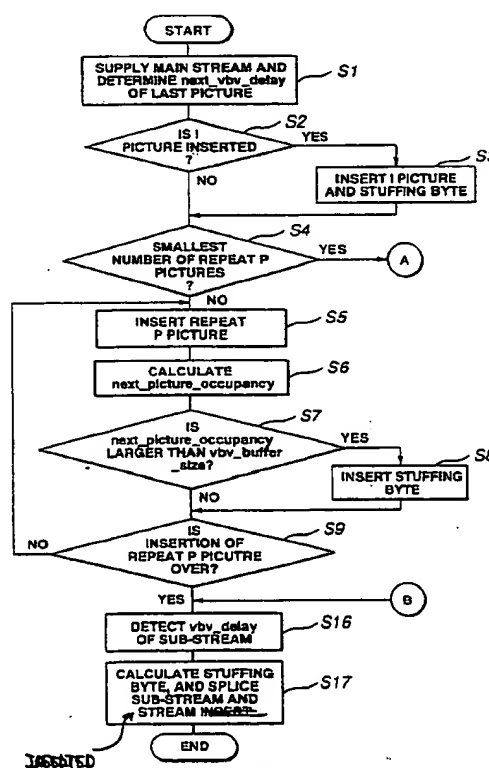 START
SUPPLY MAIN STREAM AND
DETERMINE next_vbv_delay
OF LAST PICTURE
S1
S2
IS I
PICTURE INSERTED
?
YES
NO
INSERT I PICTURE
AND STUFFING BYTE
S4
SMALLEST
NUMBER OF REPEAT P
PICTURES
?
YES
A
NO
INSERT REPEAT
P PICTURE
S5
CALCULATE
next_picture_occupancy
S6
S7
IS
next_picture_occupancy
LARGER THAN vbv_buffer
_size?
YES
NO
INSERT STUFFING
BYTE
S9
IS
INSERTION OF
REPEAT P PICUTRE
OVER?
NO
YES
B
DETECT vbv_delay
OF SUB-STREAM
S16
CALCULATE STUFFING
BYTE, AND SPLICE
SUB-STREAM AND
STREAM INSERT
S17
INSERTED
END